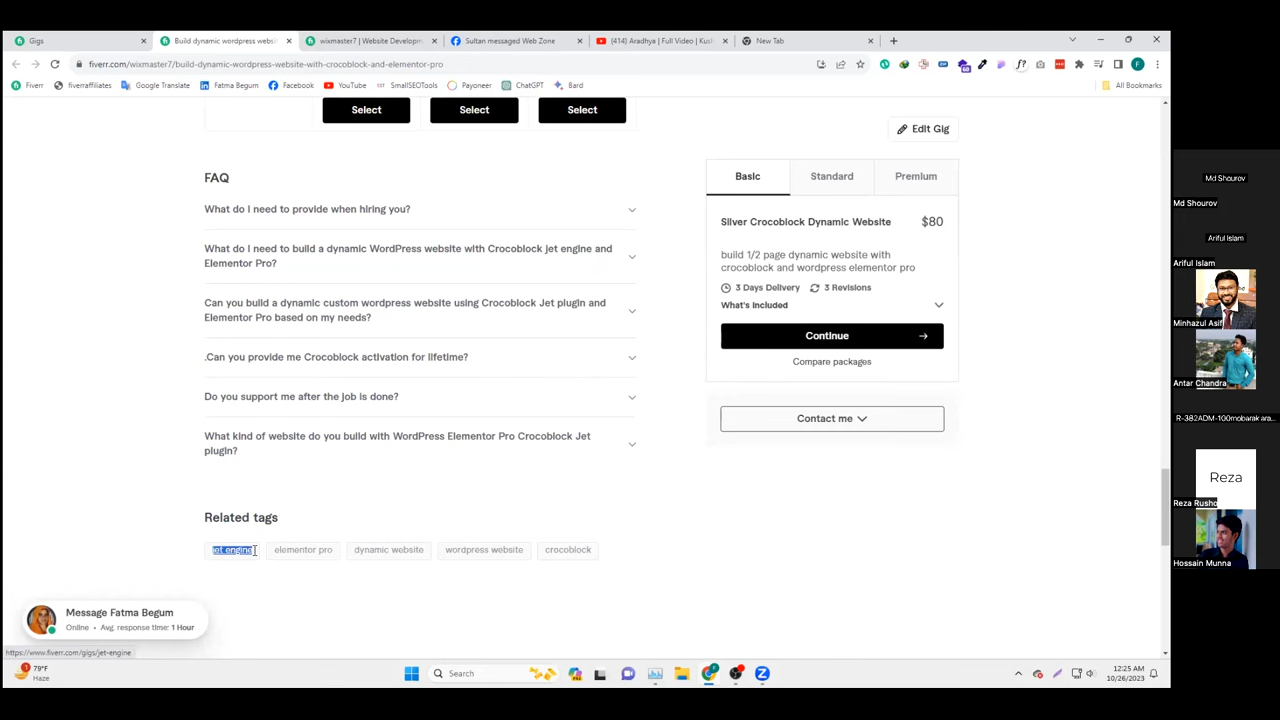 Gigs
Build dynamic wordpress websi
wixmaster7 | Website Developm
Sultan messaged Web Zone
(414) Aradhya | Full Video | Kus
New Tab
fiverr.com/wixmaster7/build-dynamic-wordpress-website-with-crocoblock-and-elementor-pro
Fiverr
fiverraffiliates
Google Translate
Fatma Begum
Facebook
YouTube
SmallSEOTools
Payoneer
ChatGPT
Bard
All Bookmarks
Select
Select
Select
Edit Gig
FAQ
What do I need to provide when hiring you?
What do I need to build a dynamic WordPress website with Crocoblock jet engine and
Elementor Pro?
Can you build a dynamic custom wordpress website using Crocoblock Jet plugin and
Elementor Pro based on my needs?
.Can you provide me Crocoblock activation for lifetime?
Do you support me after the job is done?
What kind of website do you build with WordPress Elementor Pro Crocoblock Jet
plugin?
Basic
Standard
Premium
Silver Crocoblock Dynamic Website
$80
build 1/2 page dynamic website with
crocoblock and wordpress elementor pro
3 Days Delivery
3 Revisions
What's Included
Continue
Compare packages
Contact me
Related tags
jet engine
elementor pro
dynamic website
wordpress website
crocoblock
Message Fatma Begum
Online • Avg. response time: 1 Hour
https://www.fiverr.com/gigs/jet-engine
79°F
Haze
Search
12:25 AM
10/26/2023
Md Shourov
Md Shourov
Ariful Islam
Ariful Islam
Minhazul Asif
Antar Chandra
R-382ADM-100mobarak ara...
Reza
Reza Rusho
Hossain Munna